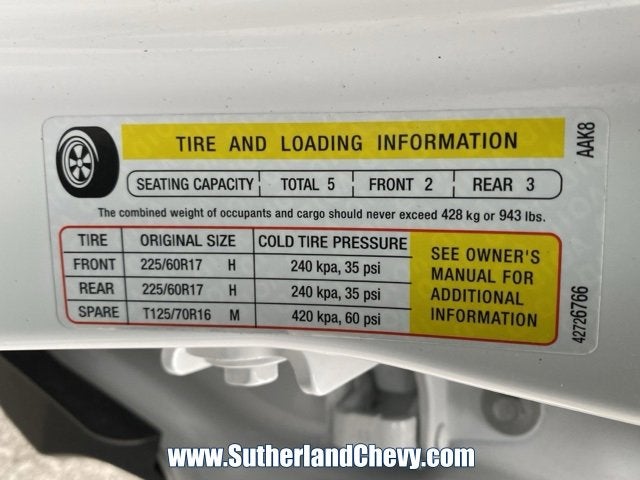 TIRE AND LOADING INFORMATION
SEATING CAPACITY TOTAL 5 FRONT 2 REAR 3
The combined weight of occupants and cargo should never exceed 428 kg or 943 lbs.
TIRE ORIGINAL SIZE COLD TIRE PRESSURE
FRONT 225/60R17 H 240 kpa, 35 psi
REAR 225/60R17 H 240 kpa, 35 psi
SPARE T125/70R16 M 420 kpa, 60 psi
SEE OWNER'S
MANUAL FOR
ADDITIONAL
INFORMATION
AAK8
42726766
www.SutherlandChevy.com